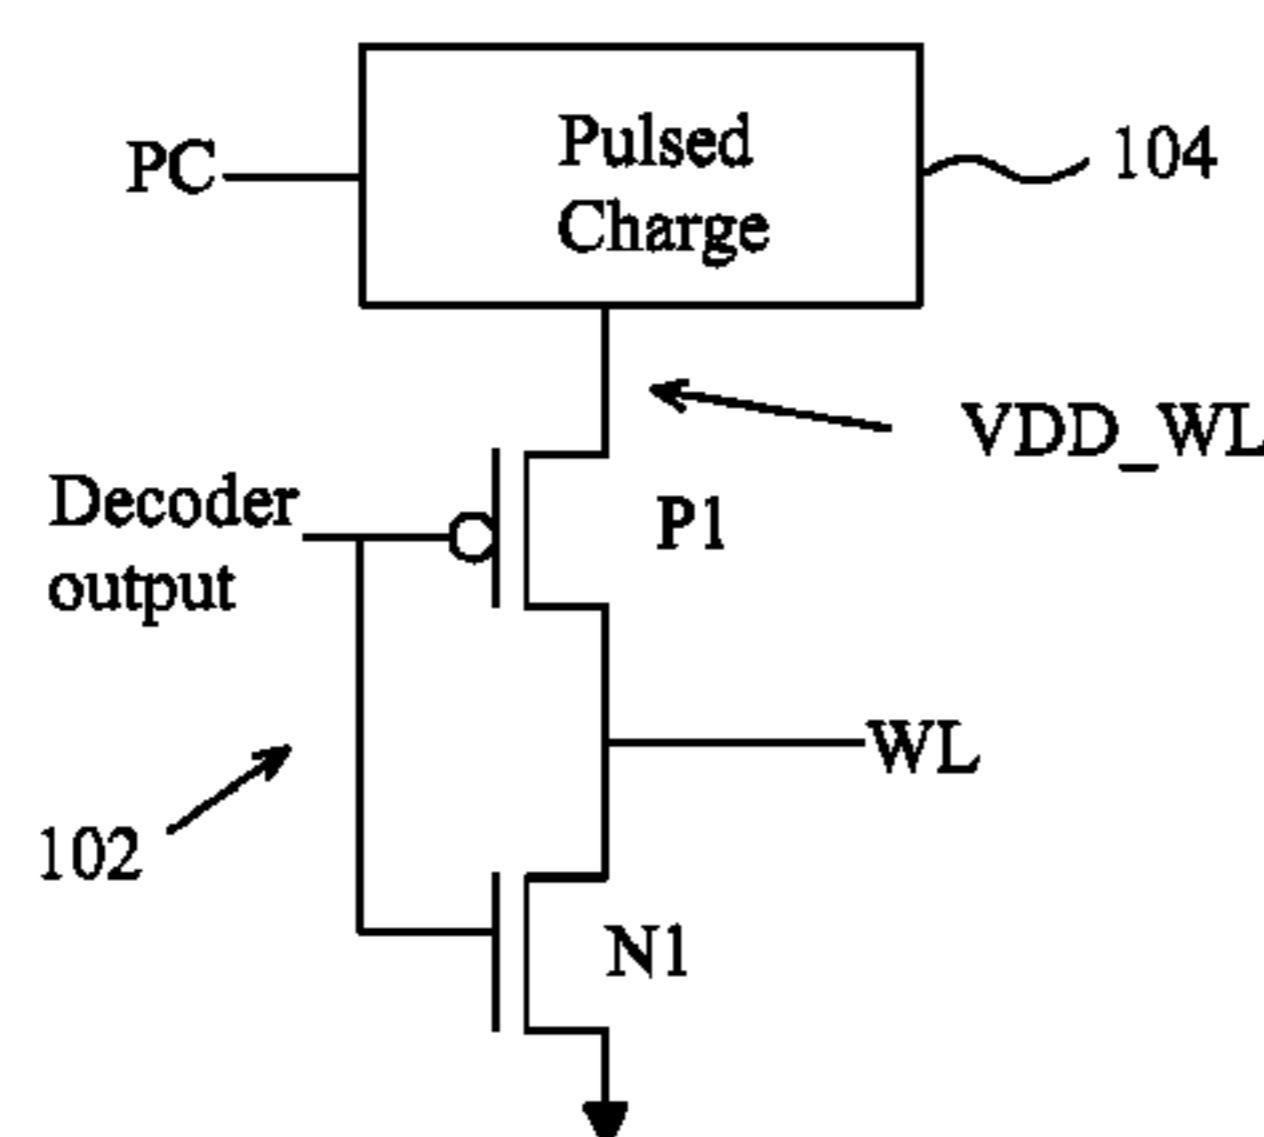 Pulsed
Charge
PC
104
VDD_WL
Decoder
output
P1
WL
102
N1